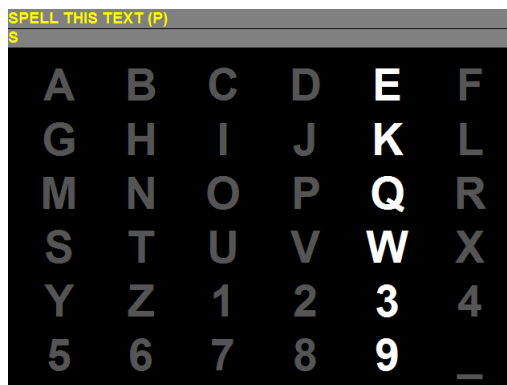 SPELL THIS TEXT (P)
S
A B C D E F
G H I J K L
M N O P Q R
S T U V W X
Y Z 1 2 3 4
5 6 7 8 9 _